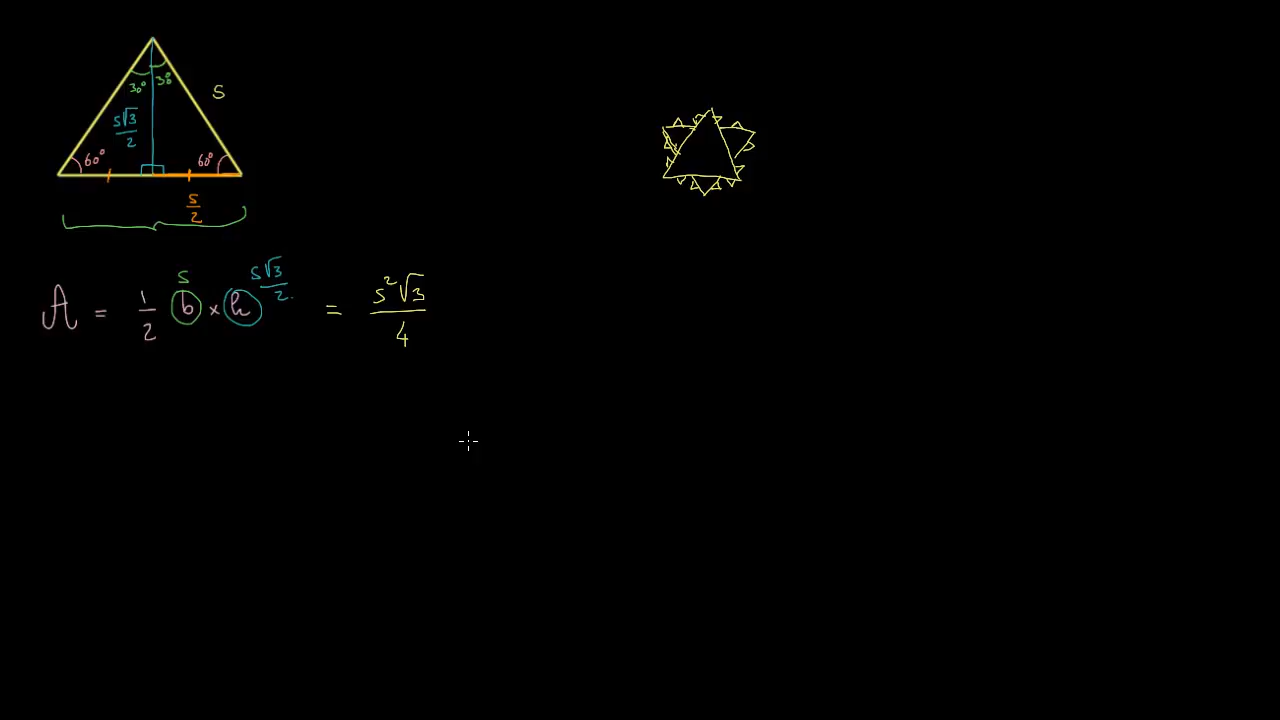 30° 30°
s
s√3/2
60° 60°
s/2
A = 1/2 b × h = s²√3/4
s
s√3/2